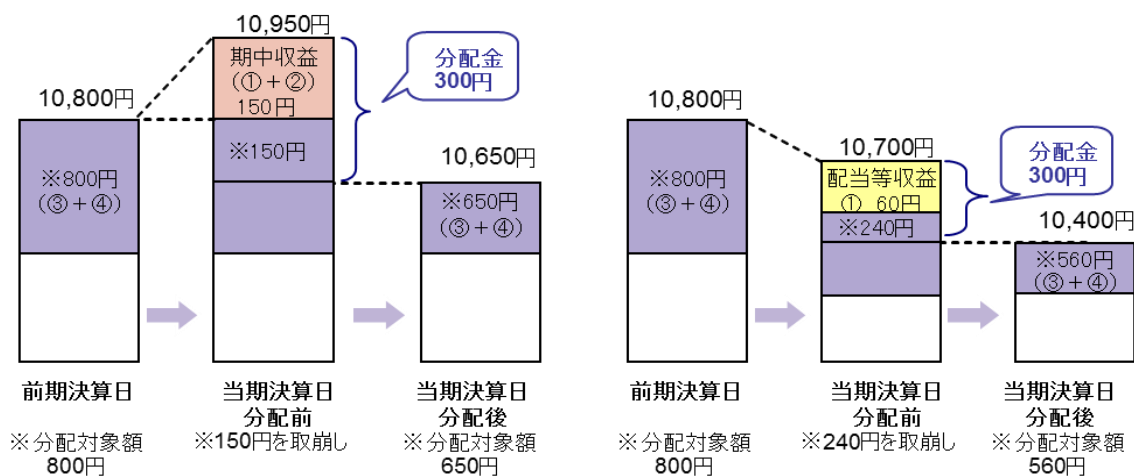 10,950円
期中収益
(①+②)
150円
分配金
300円
10,800円
※150円
10,650円
※800円
(③+④)
※650円
(③+④)
前期決算日
当期決算日
分配前
当期決算日
分配後
※分配対象額
800円
※150円を取崩し
※分配対象額
650円
10,800円
10,700円
分配金
300円
配当等収益
① 60円
※800円
(③+④)
※240円
10,400円
※560円
(③+④)
前期決算日
当期決算日
分配前
当期決算日
分配後
※分配対象額
800円
※240円を取崩し
※分配対象額
560円